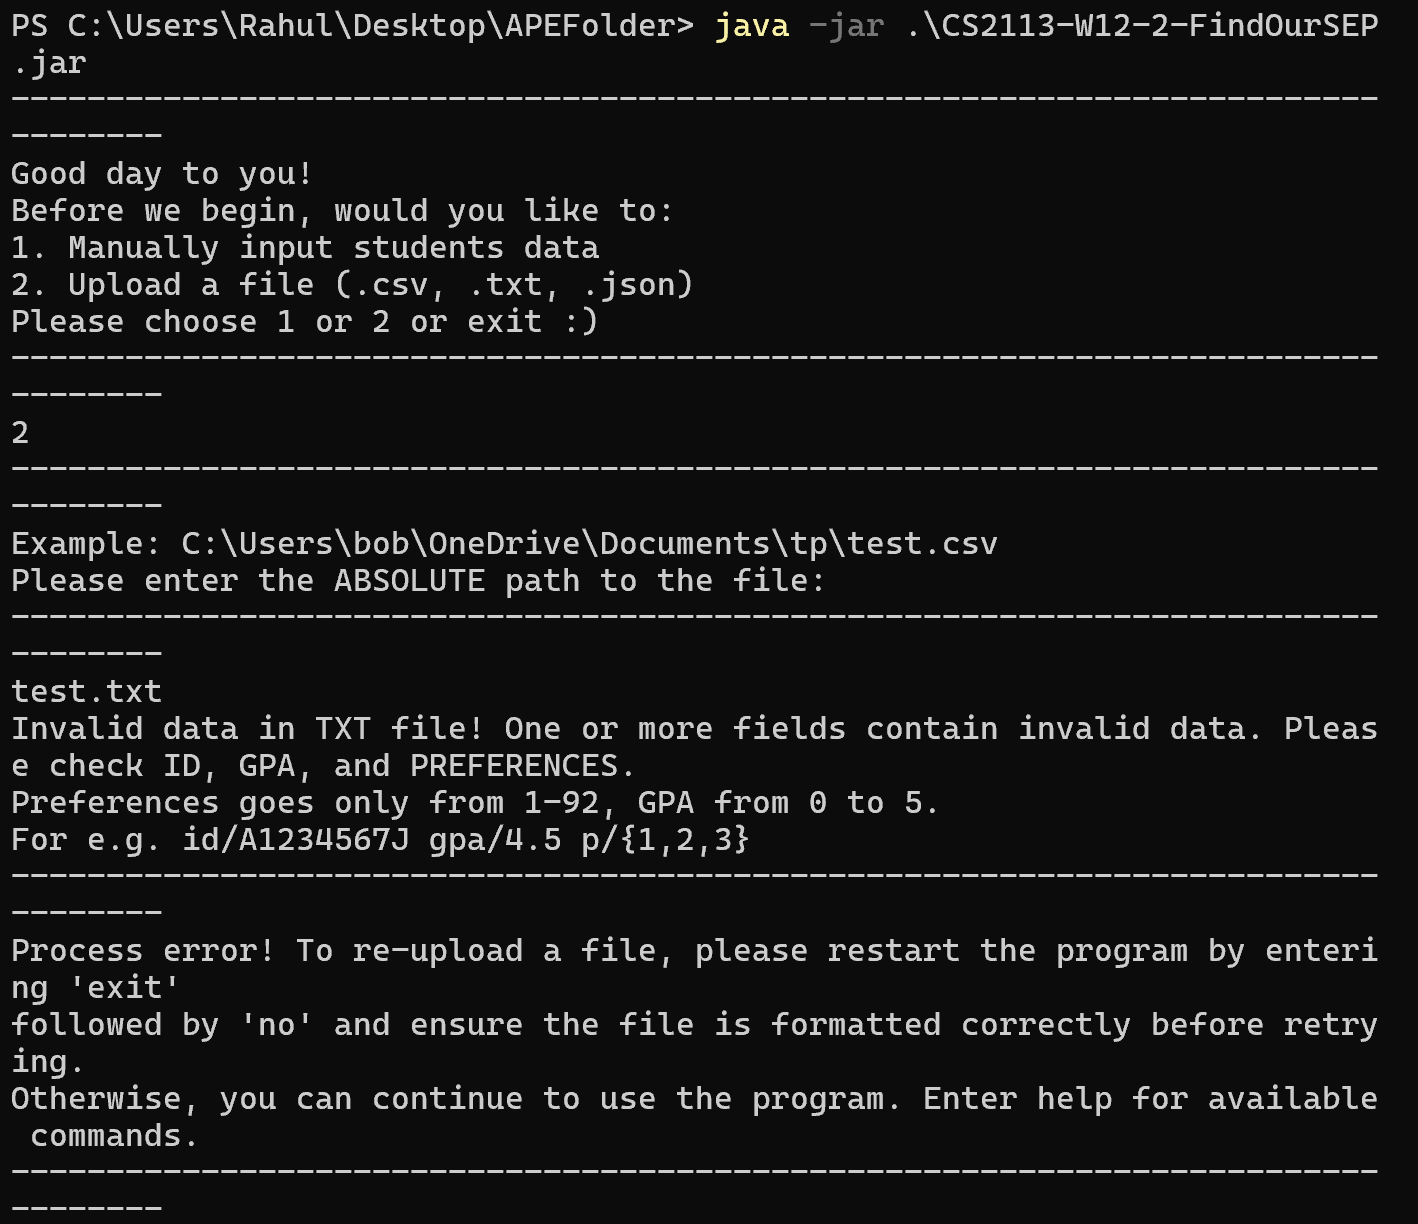 PS C:\Users\Rahul\Desktop\APEFolder> java -jar .\CS2113-W12-2-FindOurSEP
.jar
------------------------------------------------------------------------
--------
Good day to you!
Before we begin, would you like to:
1. Manually input students data
2. Upload a file (.csv, .txt, .json)
Please choose 1 or 2 or exit :)
------------------------------------------------------------------------
--------
2
------------------------------------------------------------------------
--------
Example: C:\Users\bob\OneDrive\Documents\tp\test.csv
Please enter the ABSOLUTE path to the file:
------------------------------------------------------------------------
--------
test.txt
Invalid data in TXT file! One or more fields contain invalid data. Pleas
e check ID, GPA, and PREFERENCES.
Preferences goes only from 1-92, GPA from 0 to 5.
For e.g. id/A1234567J gpa/4.5 p/{1,2,3}
------------------------------------------------------------------------
--------
Process error! To re-upload a file, please restart the program by enteri
ng 'exit'
followed by 'no' and ensure the file is formatted correctly before retry
ing.
Otherwise, you can continue to use the program. Enter help for available
 commands.
------------------------------------------------------------------------
--------